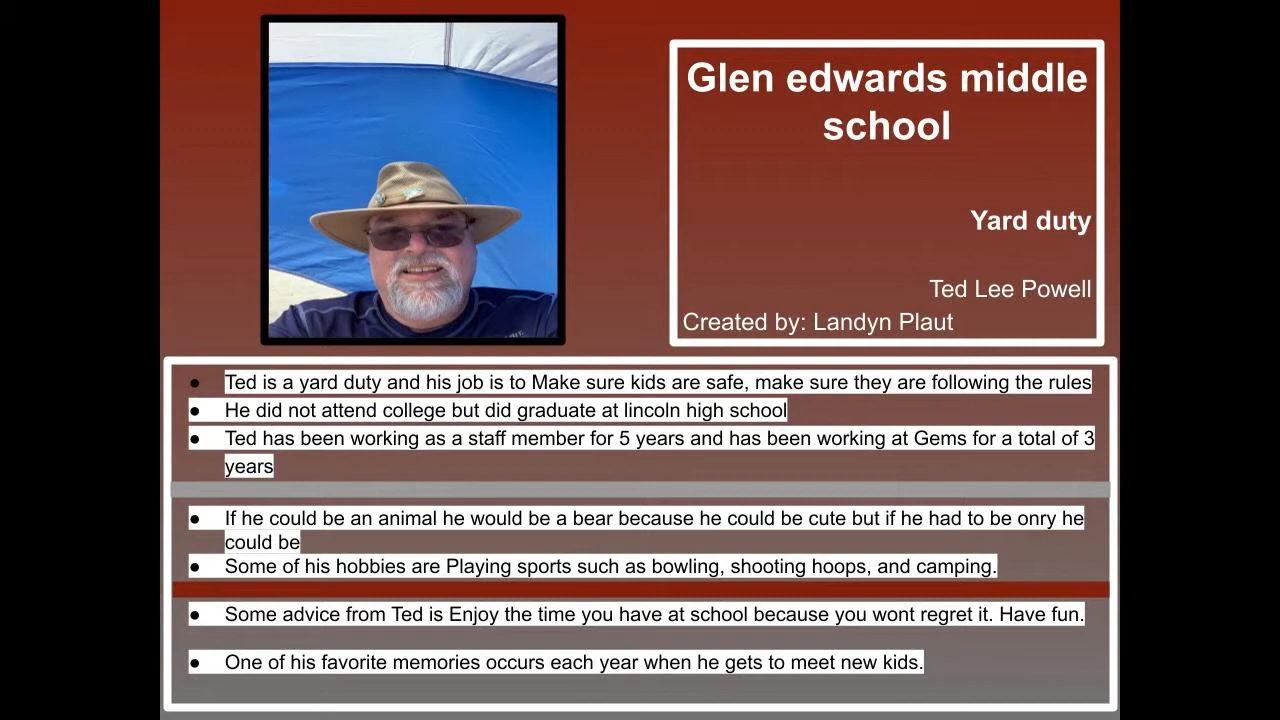 Glen edwards middle
school
Yard duty
Ted Lee Powell
Created by: Landyn Plaut
● Ted is a yard duty and his job is to Make sure kids are safe, make sure they are following the rules
● He did not attend college but did graduate at lincoln high school
● Ted has been working as a staff member for 5 years and has been working at Gems for a total of 3
years
● If he could be an animal he would be a bear because he could be cute but if he had to be onry he
could be
● Some of his hobbies are Playing sports such as bowling, shooting hoops, and camping.
● Some advice from Ted is Enjoy the time you have at school because you wont regret it. Have fun.
● One of his favorite memories occurs each year when he gets to meet new kids.